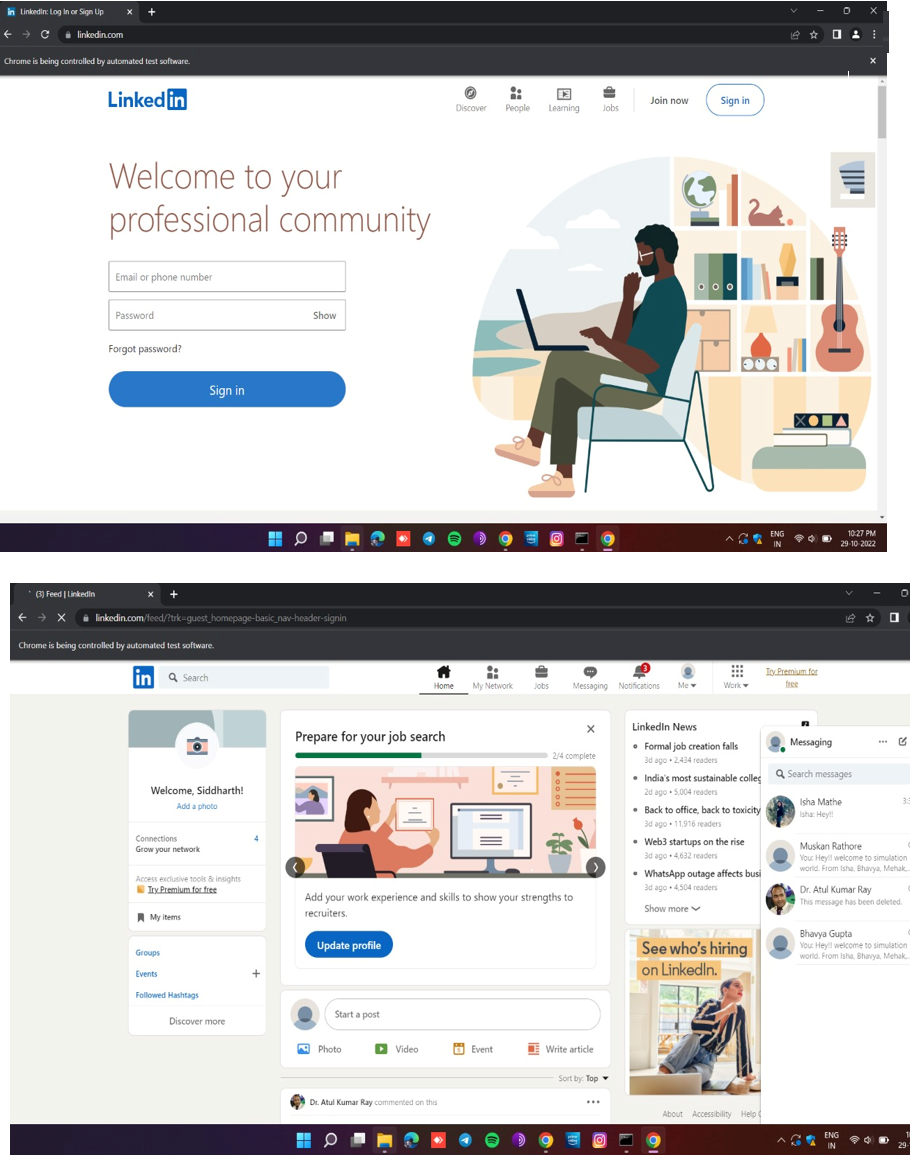 LinkedIn: Log In or Sign Up
linkedin.com
Chrome is being controlled by automated test software.
Linkedin
Discover
People
Learning
Jobs
Join now
Sign in
Welcome to your
professional community
Email or phone number
Password
Show
Forgot password?
Sign in
ENG
IN
10:27 PM
29-10-2022
(3) Feed | LinkedIn
linkedin.com/feed/?trk=guest_homepage-basic_nav-header-signin
Chrome is being controlled by automated test software.
in
Search
Home
My Network
Jobs
Messaging
3
Notifications
Me
Work
Try Premium for
free
Welcome, Siddharth!
Add a photo
Connections
4
Grow your network
Access exclusive tools & insights
Try Premium for free
My items
Groups
Events
Followed Hashtags
Discover more
Prepare for your job search
2/4 complete
Add your work experience and skills to show your strengths to
recruiters.
Update profile
Start a post
Photo
Video
Event
Write article
Sort by: Top
Dr. Atul Kumar Ray commented on this
LinkedIn News
Formal job creation falls
3d ago • 2,434 readers
India's most sustainable colleg
2d ago • 5,004 readers
Back to office, back to toxicity
3d ago • 11,916 readers
Web3 startups on the rise
3d ago • 4,632 readers
WhatsApp outage affects busi
3d ago • 4,504 readers
Show more
See who's hiring
on LinkedIn.
About
Accessibility
Help
Messaging
Search messages
Isha Mathe
Isha: Hey!!
Muskan Rathore
You: Hey!! welcome to simulation
world. From Isha, Bhavya, Mehak,..
Dr. Atul Kumar Ray
This message has been deleted.
Bhavya Gupta
You: Hey!! welcome to simulation
world. From Isha, Bhavya, Mehak,..
ENG
IN